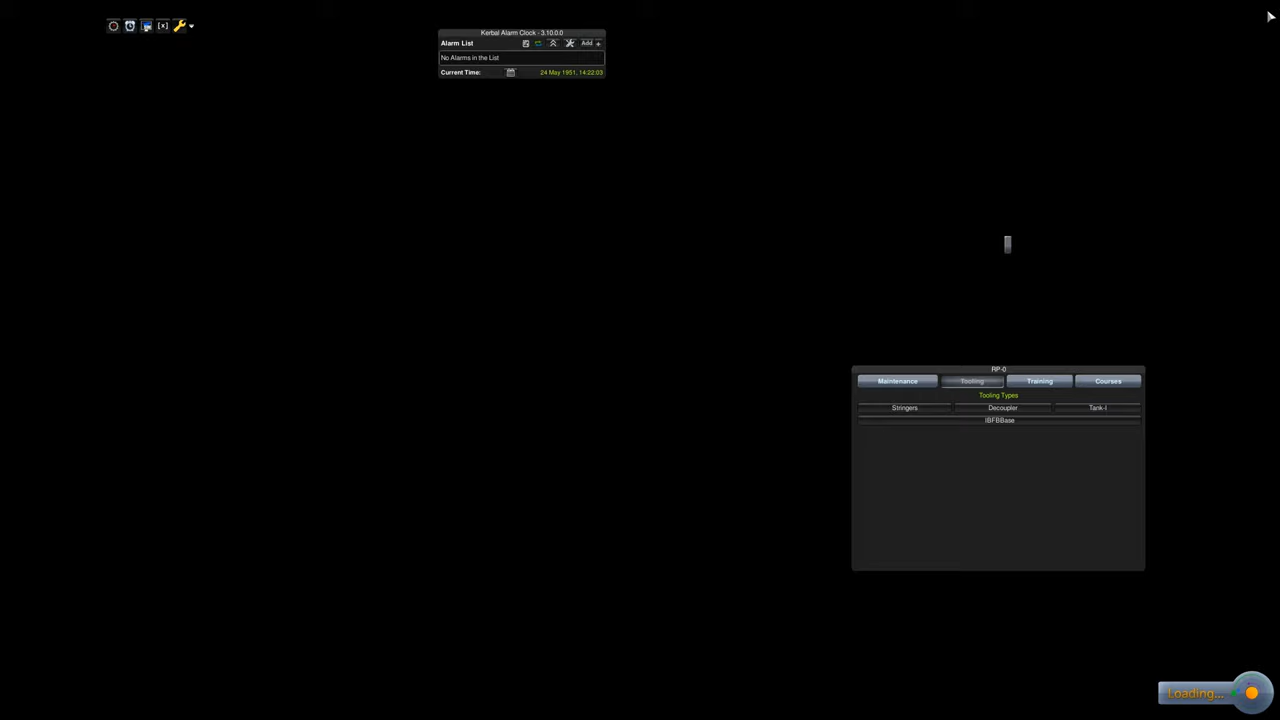 [x]
Kerbal Alarm Clock - 3.10.0.0
Alarm List Add +
No Alarms in the List
Current Time: 24 May 1951, 14:22:03
RP-0
Maintenance Tooling Training Courses
Tooling Types
Stringers Decoupler Tank-I
IBFBBase
Loading...